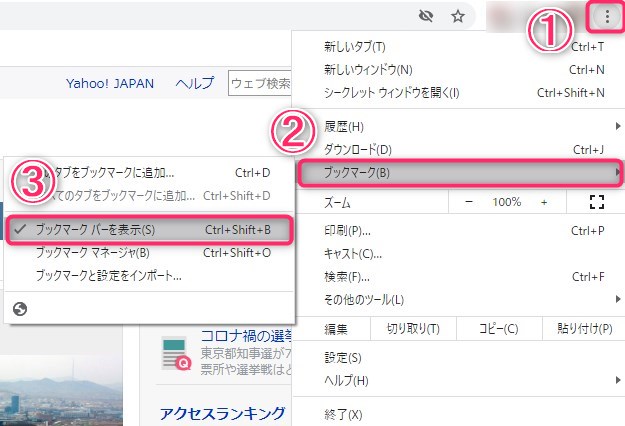 ①
新しいタブ(T) Ctrl+T
新しいウィンドウ(N) Ctrl+N
シークレット ウィンドウを開く(I) Ctrl+Shift+N
②
履歴(H)
ダウンロード(D) Ctrl+J
ブックマーク(B)
ズーム − 100% +
印刷(P)... Ctrl+P
キャスト(C)...
検索(F)... Ctrl+F
その他のツール(L)
編集 切り取り(T) コピー(C) 貼り付け(P)
設定(S)
ヘルプ(H)
終了(X)
③
のタブをブックマークに追加... Ctrl+D
べてのタブをブックマークに追加... Ctrl+Shift+D
ブックマーク バーを表示(S) Ctrl+Shift+B
ブックマーク マネージャ(B) Ctrl+Shift+O
ブックマークと設定をインポート...
Yahoo! JAPAN ヘルプ ウェブ検索
コロナ禍の選挙
東京都知事選が7
票所や選挙戦はと
アクセスランキング